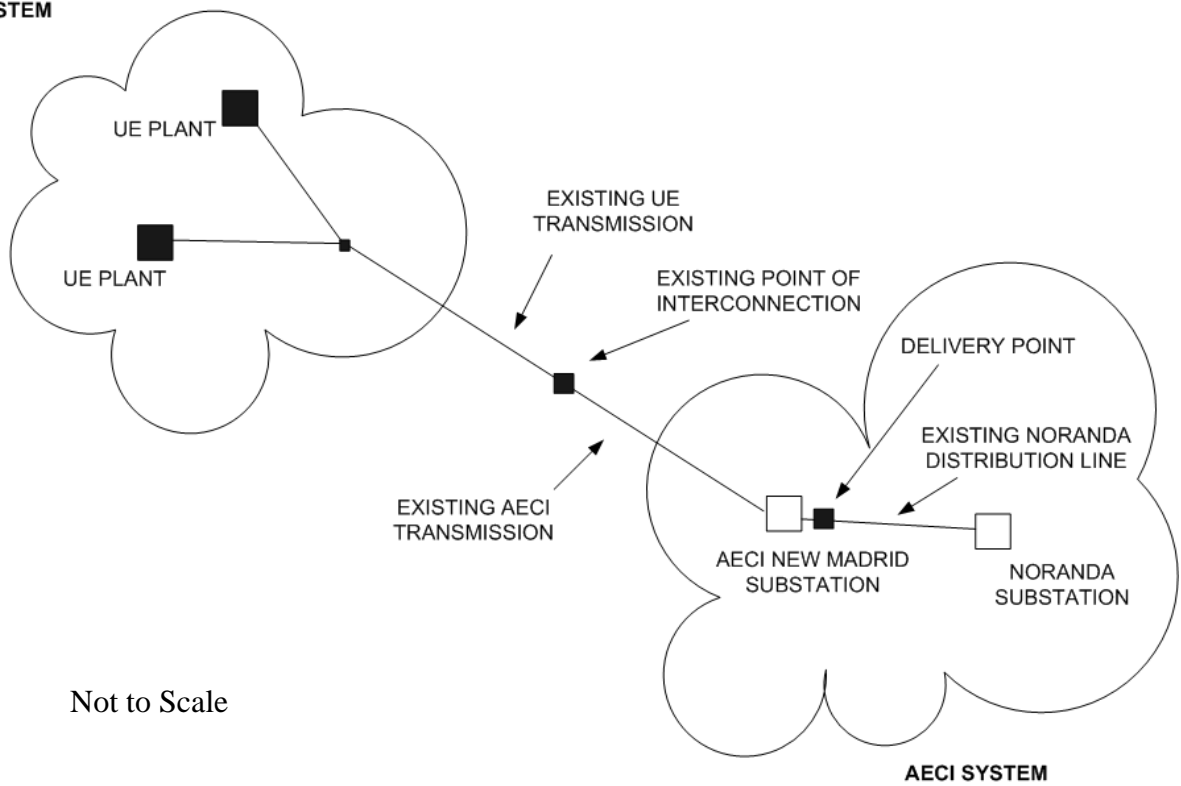 UE PLANT
UE PLANT
EXISTING UE
TRANSMISSION
EXISTING POINT OF
INTERCONNECTION
DELIVERY POINT
EXISTING NORANDA
DISTRIBUTION LINE
EXISTING AECI
TRANSMISSION
AECI NEW MADRID
SUBSTATION
NORANDA
SUBSTATION
Not to Scale
AECI SYSTEM